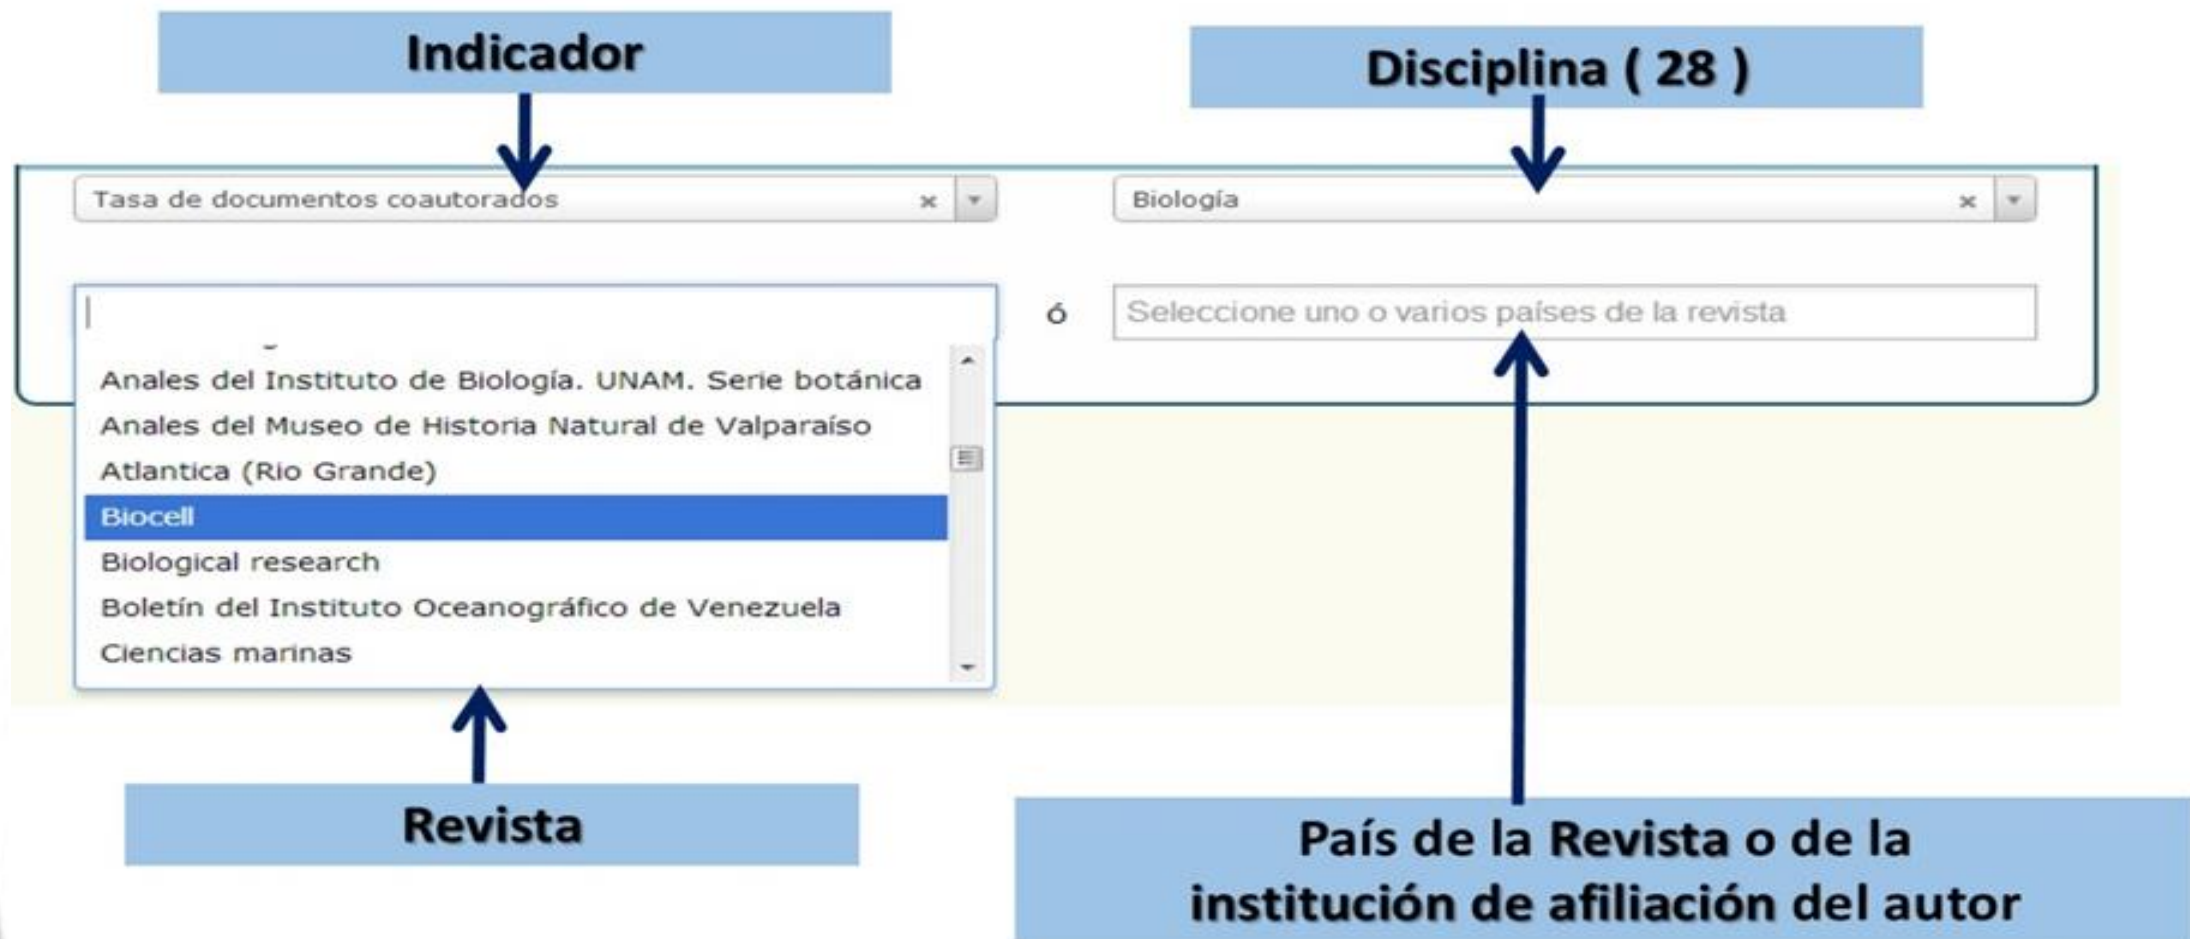 Indicador
Disciplina ( 28 )
Tasa de documentos coautorados
Biología
ó
Seleccione uno o varios países de la revista
Anales del Instituto de Biología. UNAM. Serie botánica
Anales del Museo de Historia Natural de Valparaíso
Atlantica (Rio Grande)
Biocell
Biological research
Boletín del Instituto Oceanográfico de Venezuela
Ciencias marinas
Revista
País de la Revista o de la
institución de afiliación del autor